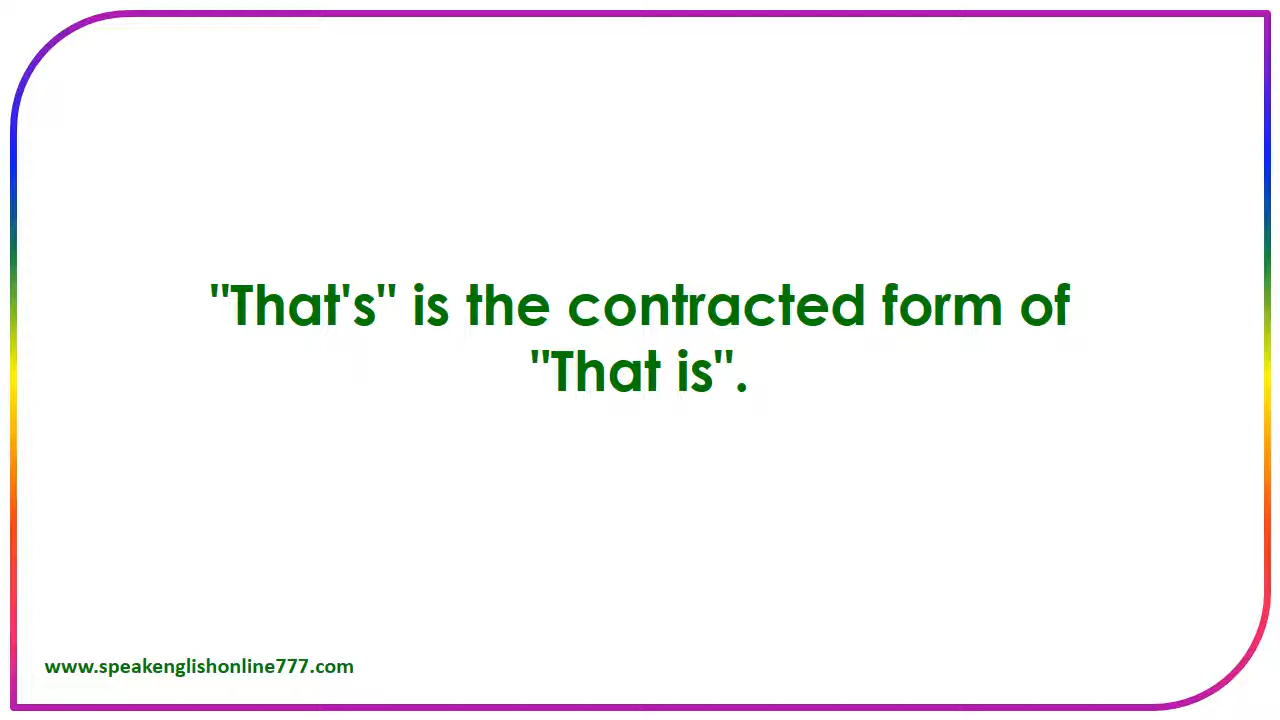 "That's" is the contracted form of
"That is".
www.speakenglishonline777.com